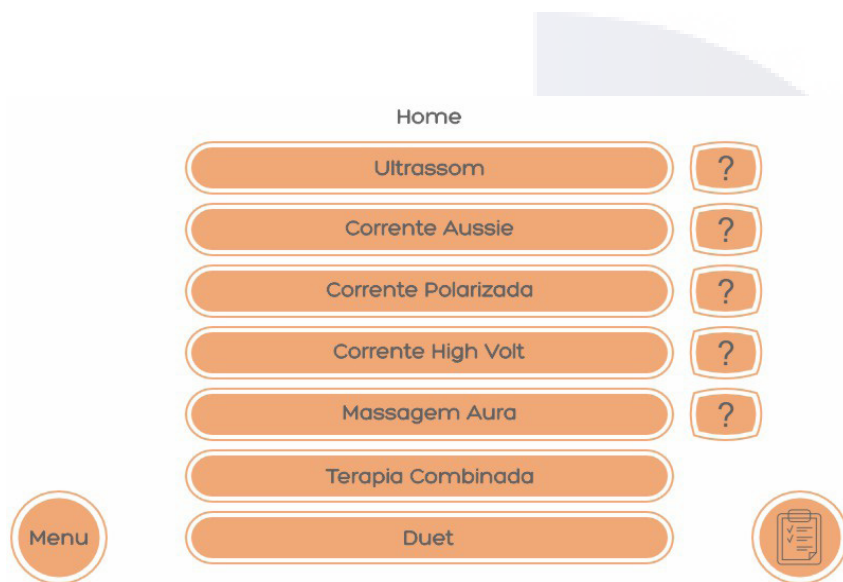 Home
Ultrassom
?
Corrente Aussie
?
Corrente Polarizada
?
Corrente High Volt
?
Massagem Aura
?
Terapia Combinada
Menu
Duet